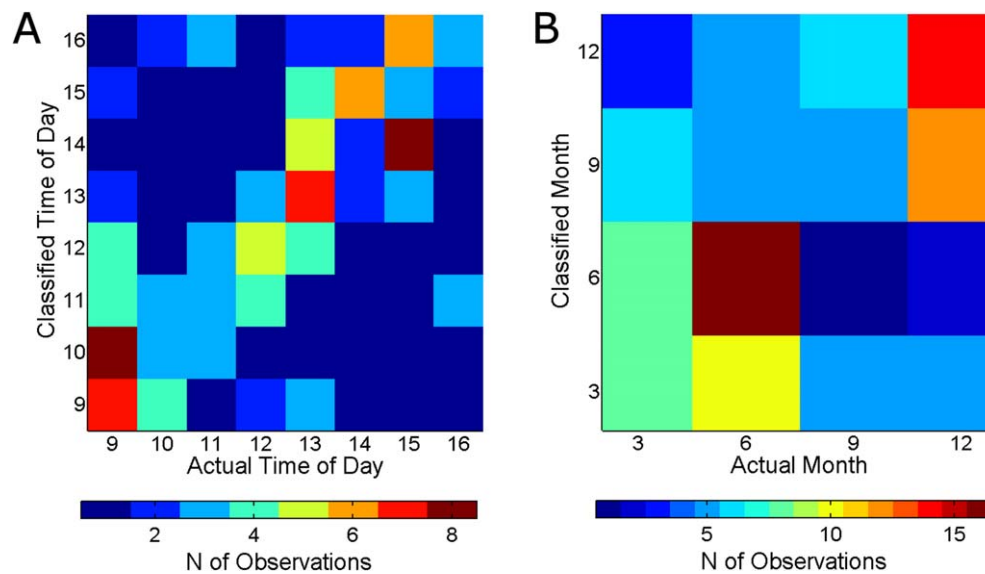 A
Classified Time of Day
16
15
14
13
12
11
10
9
9 10 11 12 13 14 15 16
Actual Time of Day
2 4 6 8
N of Observations
B
Classified Month
12
9
6
3
3 6 9 12
Actual Month
5 10 15
N of Observations